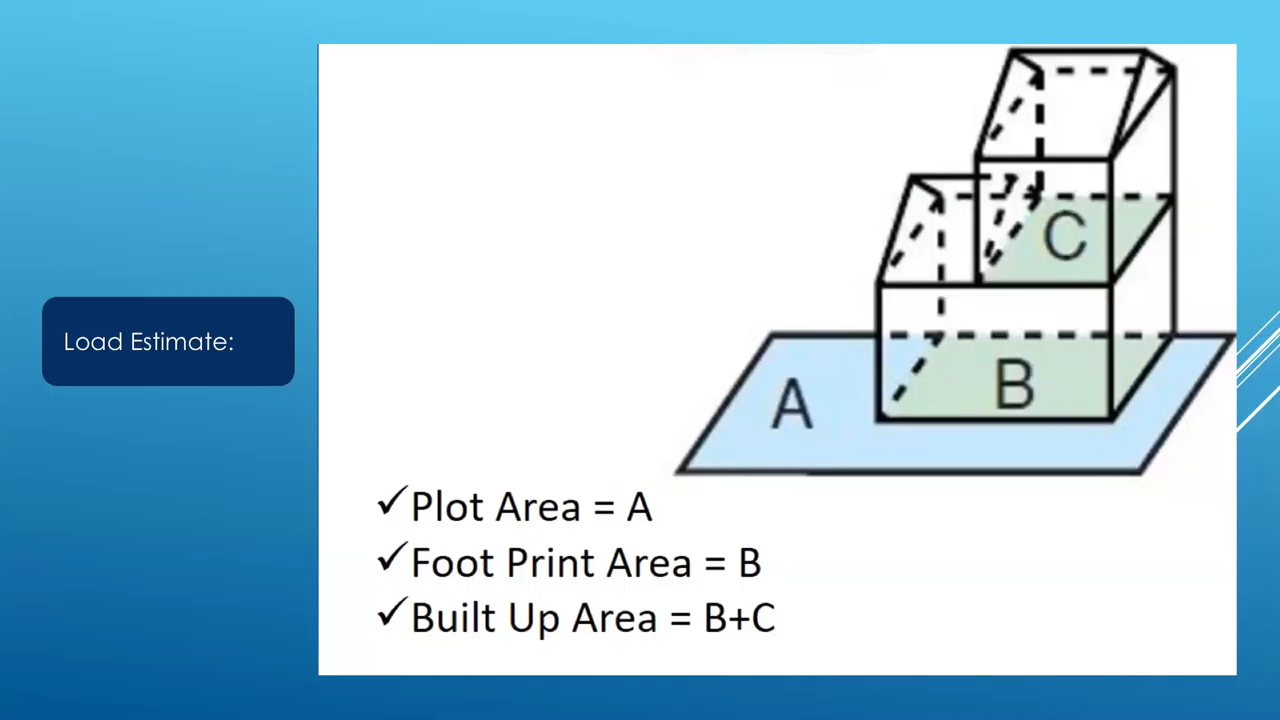 Load Estimate:
C
B
A
✓Plot Area = A
✓Foot Print Area = B
✓Built Up Area = B+C